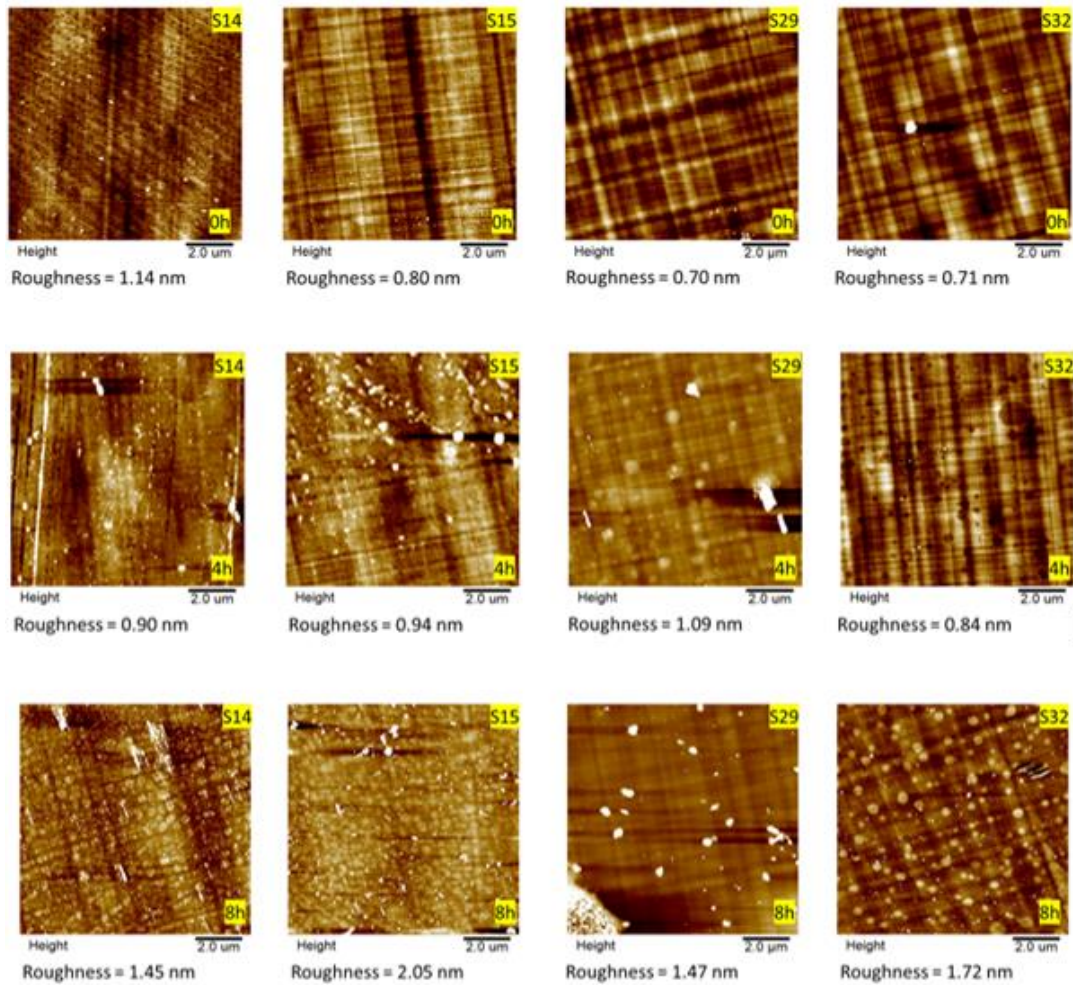 S14 S15 S29 S32
0h 0h 0h 0h
Height Height Height Height
2.0 um 2.0 um 2.0 µm 2.0 um
Roughness = 1.14 nm Roughness = 0.80 nm Roughness = 0.70 nm Roughness = 0.71 nm
S14 S15 S29 S32
4h 4h 4h 4h
Height Height Height Height
2.0 um 2.0 um 2.0 um 2.0 um
Roughness = 0.90 nm Roughness = 0.94 nm Roughness = 1.09 nm Roughness = 0.84 nm
S14 S15 S29 S32
8h 8h 8h 8h
Height Height Height Height
2.0 um 2.0 um 2.0 µm 2.0 um
Roughness = 1.45 nm Roughness = 2.05 nm Roughness = 1.47 nm Roughness = 1.72 nm